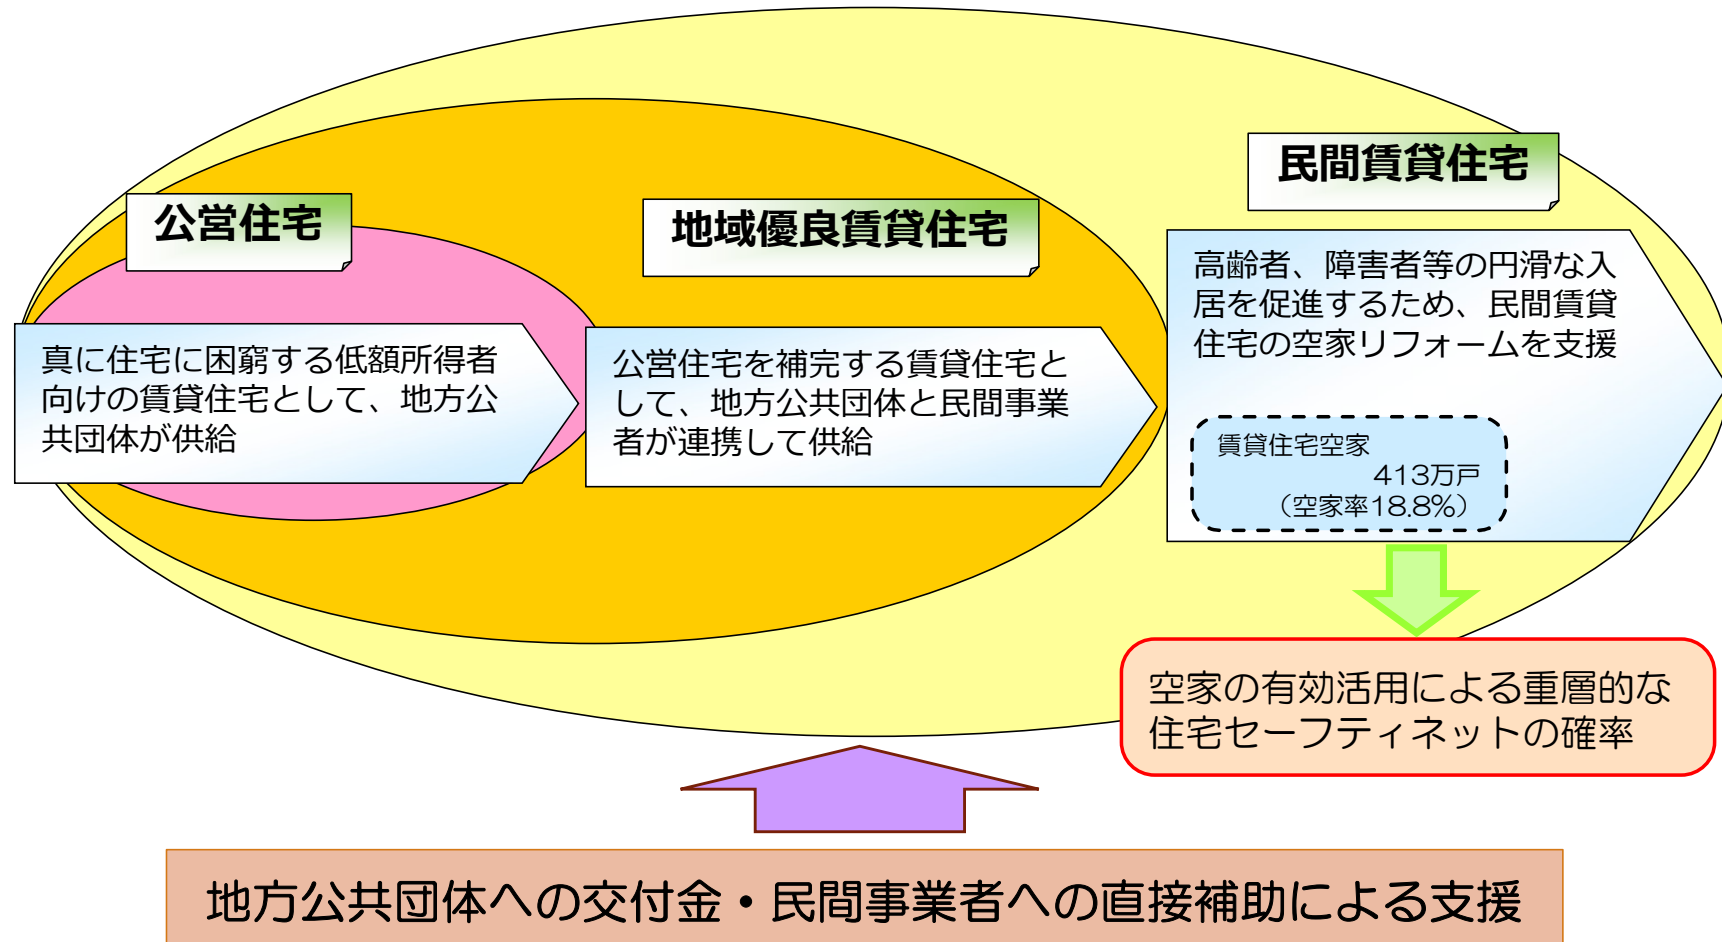 公営住宅
真に住宅に困窮する低額所得者
向けの賃貸住宅として、地方公
共団体が供給
地域優良賃貸住宅
公営住宅を補完する賃貸住宅と
して、地方公共団体と民間事業
者が連携して供給
民間賃貸住宅
高齢者、障害者等の円滑な入
居を促進するため、民間賃貸
住宅の空家リフォームを支援
賃貸住宅空家
413万戸
（空家率18.8%）
空家の有効活用による重層的な
住宅セーフティネットの確率
地方公共団体への交付金・民間事業者への直接補助による支援